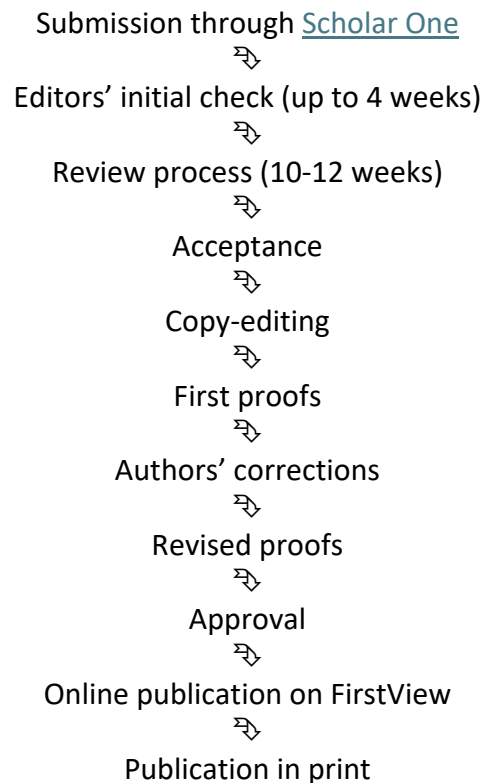 Submission through Scholar One
Editors’ initial check (up to 4 weeks)
Review process (10-12 weeks)
Acceptance
Copy-editing
First proofs
Authors’ corrections
Revised proofs
Approval
Online publication on FirstView
Publication in print